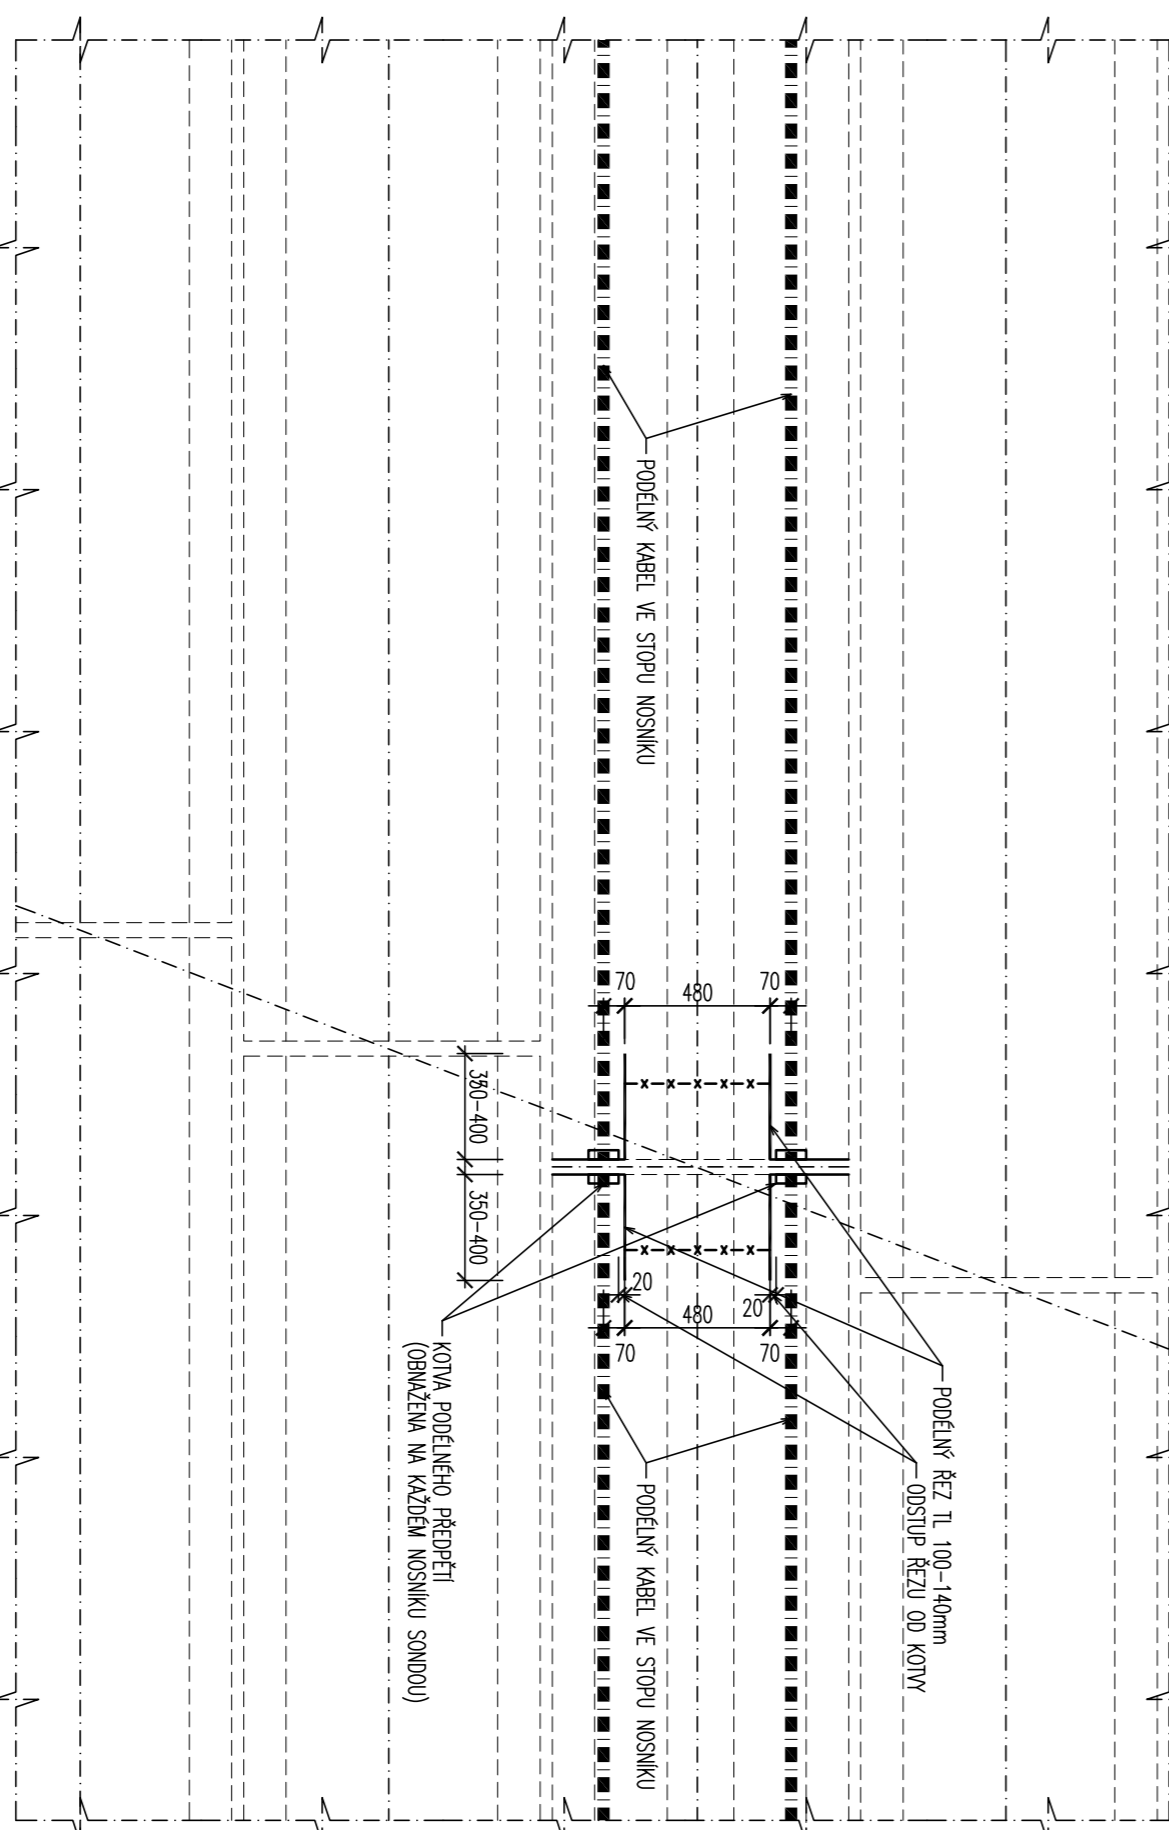 PODÉLNÝ KABEL VE STOPU NOSNÍKU
70
480
70
350-400
350-400
20
20
70
480
70
PODÉLNÝ ŘEZ TL 100-140mm
ODSTUP ŘEZU OD KOTVY
PODÉLNÝ KABEL VE STOPU NOSNÍKU
KOTVA PODÉLNÉHO PŘEDPĚTÍ
(OBNAŽENA NA KAŽDÉM NOSNÍKU SONDOU)